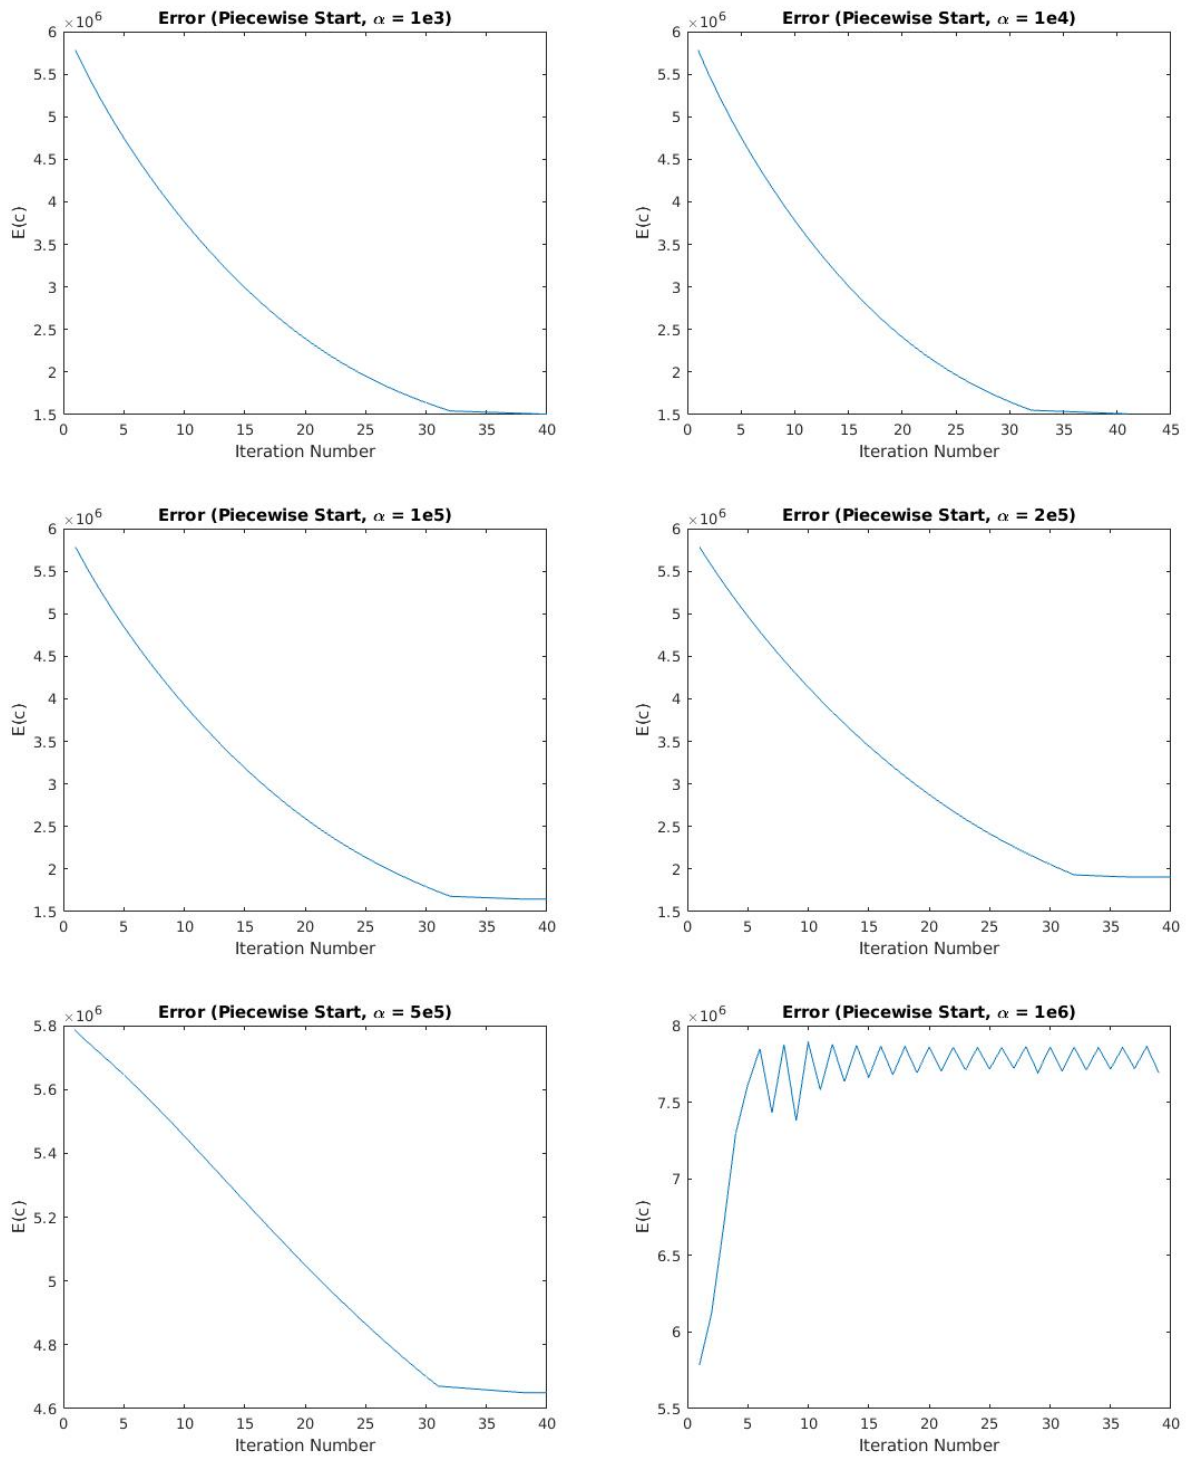 Error (Piecewise Start, α = 1e3)
×10^6
6
5.5
5
4.5
4
3.5
3
2.5
2
1.5
E(c)
0 5 10 15 20 25 30 35 40
Iteration Number
Error (Piecewise Start, α = 1e4)
×10^6
6
5.5
5
4.5
4
3.5
3
2.5
2
1.5
E(c)
0 5 10 15 20 25 30 35 40 45
Iteration Number
Error (Piecewise Start, α = 1e5)
×10^6
6
5.5
5
4.5
4
3.5
3
2.5
2
1.5
E(c)
0 5 10 15 20 25 30 35 40
Iteration Number
Error (Piecewise Start, α = 2e5)
×10^6
6
5.5
5
4.5
4
3.5
3
2.5
2
1.5
E(c)
0 5 10 15 20 25 30 35 40
Iteration Number
Error (Piecewise Start, α = 5e5)
×10^6
5.8
5.6
5.4
5.2
5
4.8
4.6
E(c)
0 5 10 15 20 25 30 35 40
Iteration Number
Error (Piecewise Start, α = 1e6)
×10^6
8
7.5
7
6.5
6
5.5
E(c)
0 5 10 15 20 25 30 35 40
Iteration Number